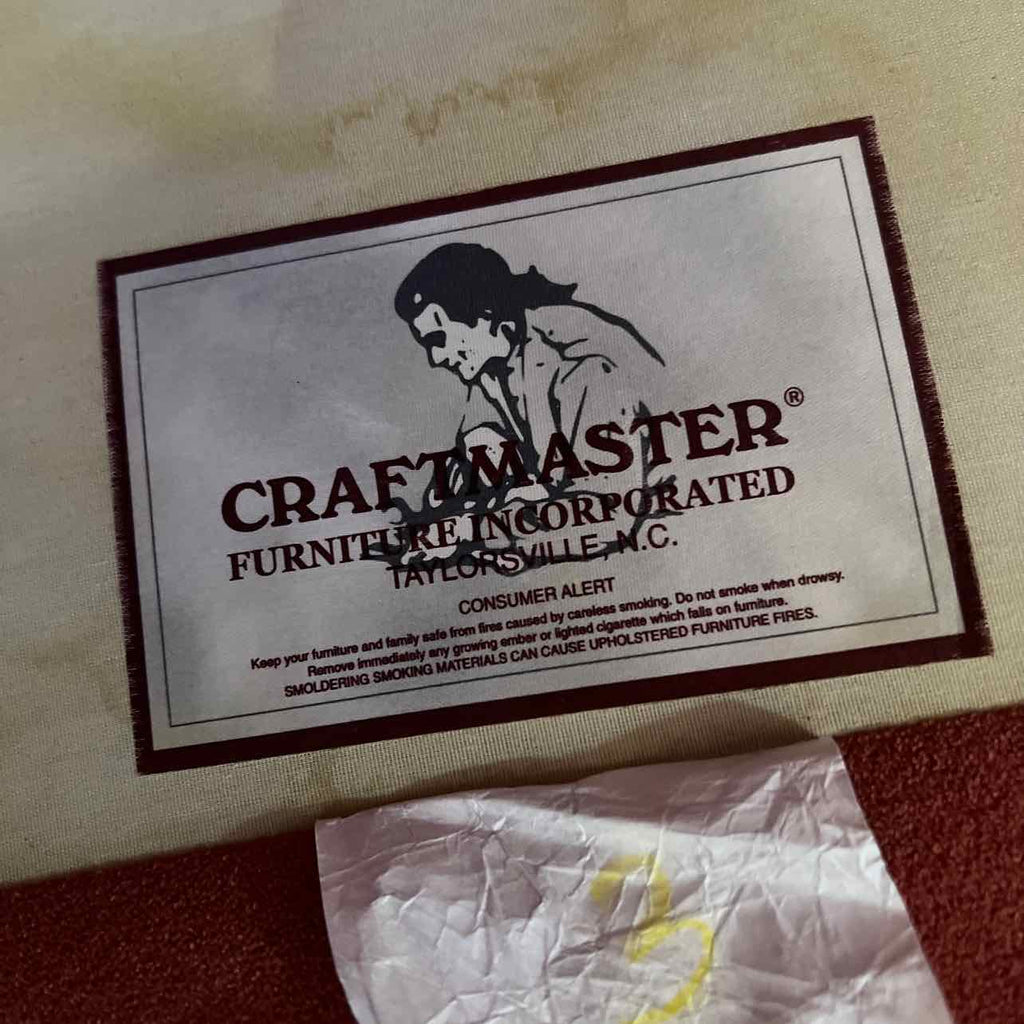 CRAFTMASTER®
FURNITURE INCORPORATED
TAYLORSVILLE, N.C.
CONSUMER ALERT
Keep your furniture and family safe from fires caused by careless smoking. Do not smoke when drowsy.
Remove immediately any growing ember or lighted cigarette which falls on furniture.
SMOLDERING SMOKING MATERIALS CAN CAUSE UPHOLSTERED FURNITURE FIRES.
3